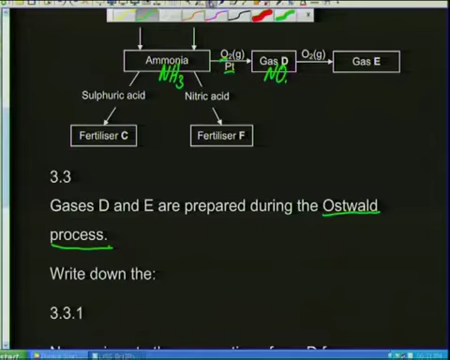 O2(g)
O2(g)
Ammonia
Gas D
Gas E
Pt
NH3
NO.
Sulphuric acid
Nitric acid
Fertiliser C
Fertiliser F
3.3
Gases D and E are prepared during the Ostwald
process.
Write down the:
3.3.1
start